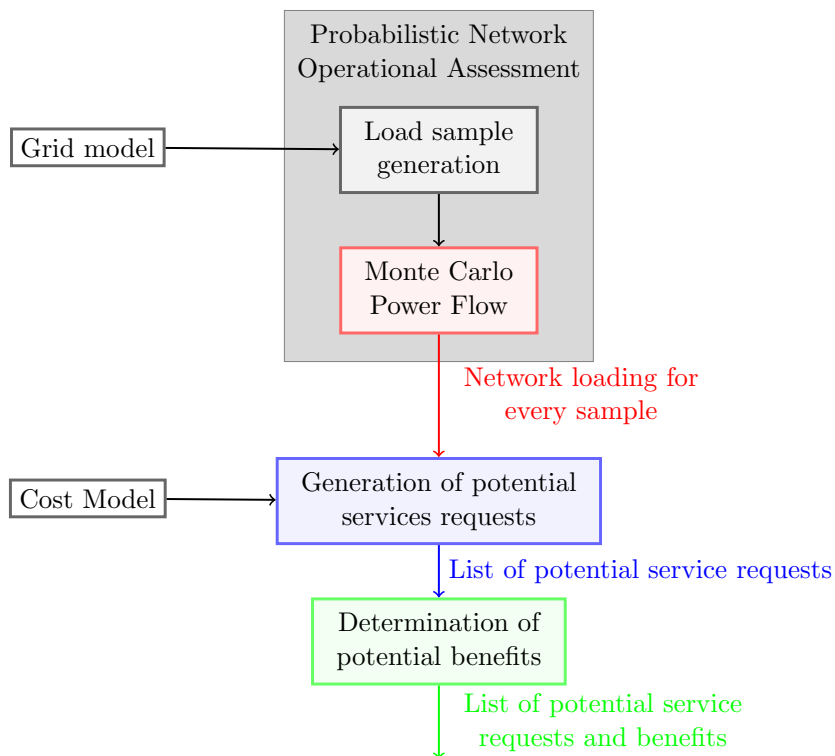 Probabilistic Network
Operational Assessment
Load sample
generation
Grid model
Monte Carlo
Power Flow
Network loading for
every sample
Generation of potential
services requests
Cost Model
List of potential service requests
Determination of
potential benefits
List of potential service
requests and benefits